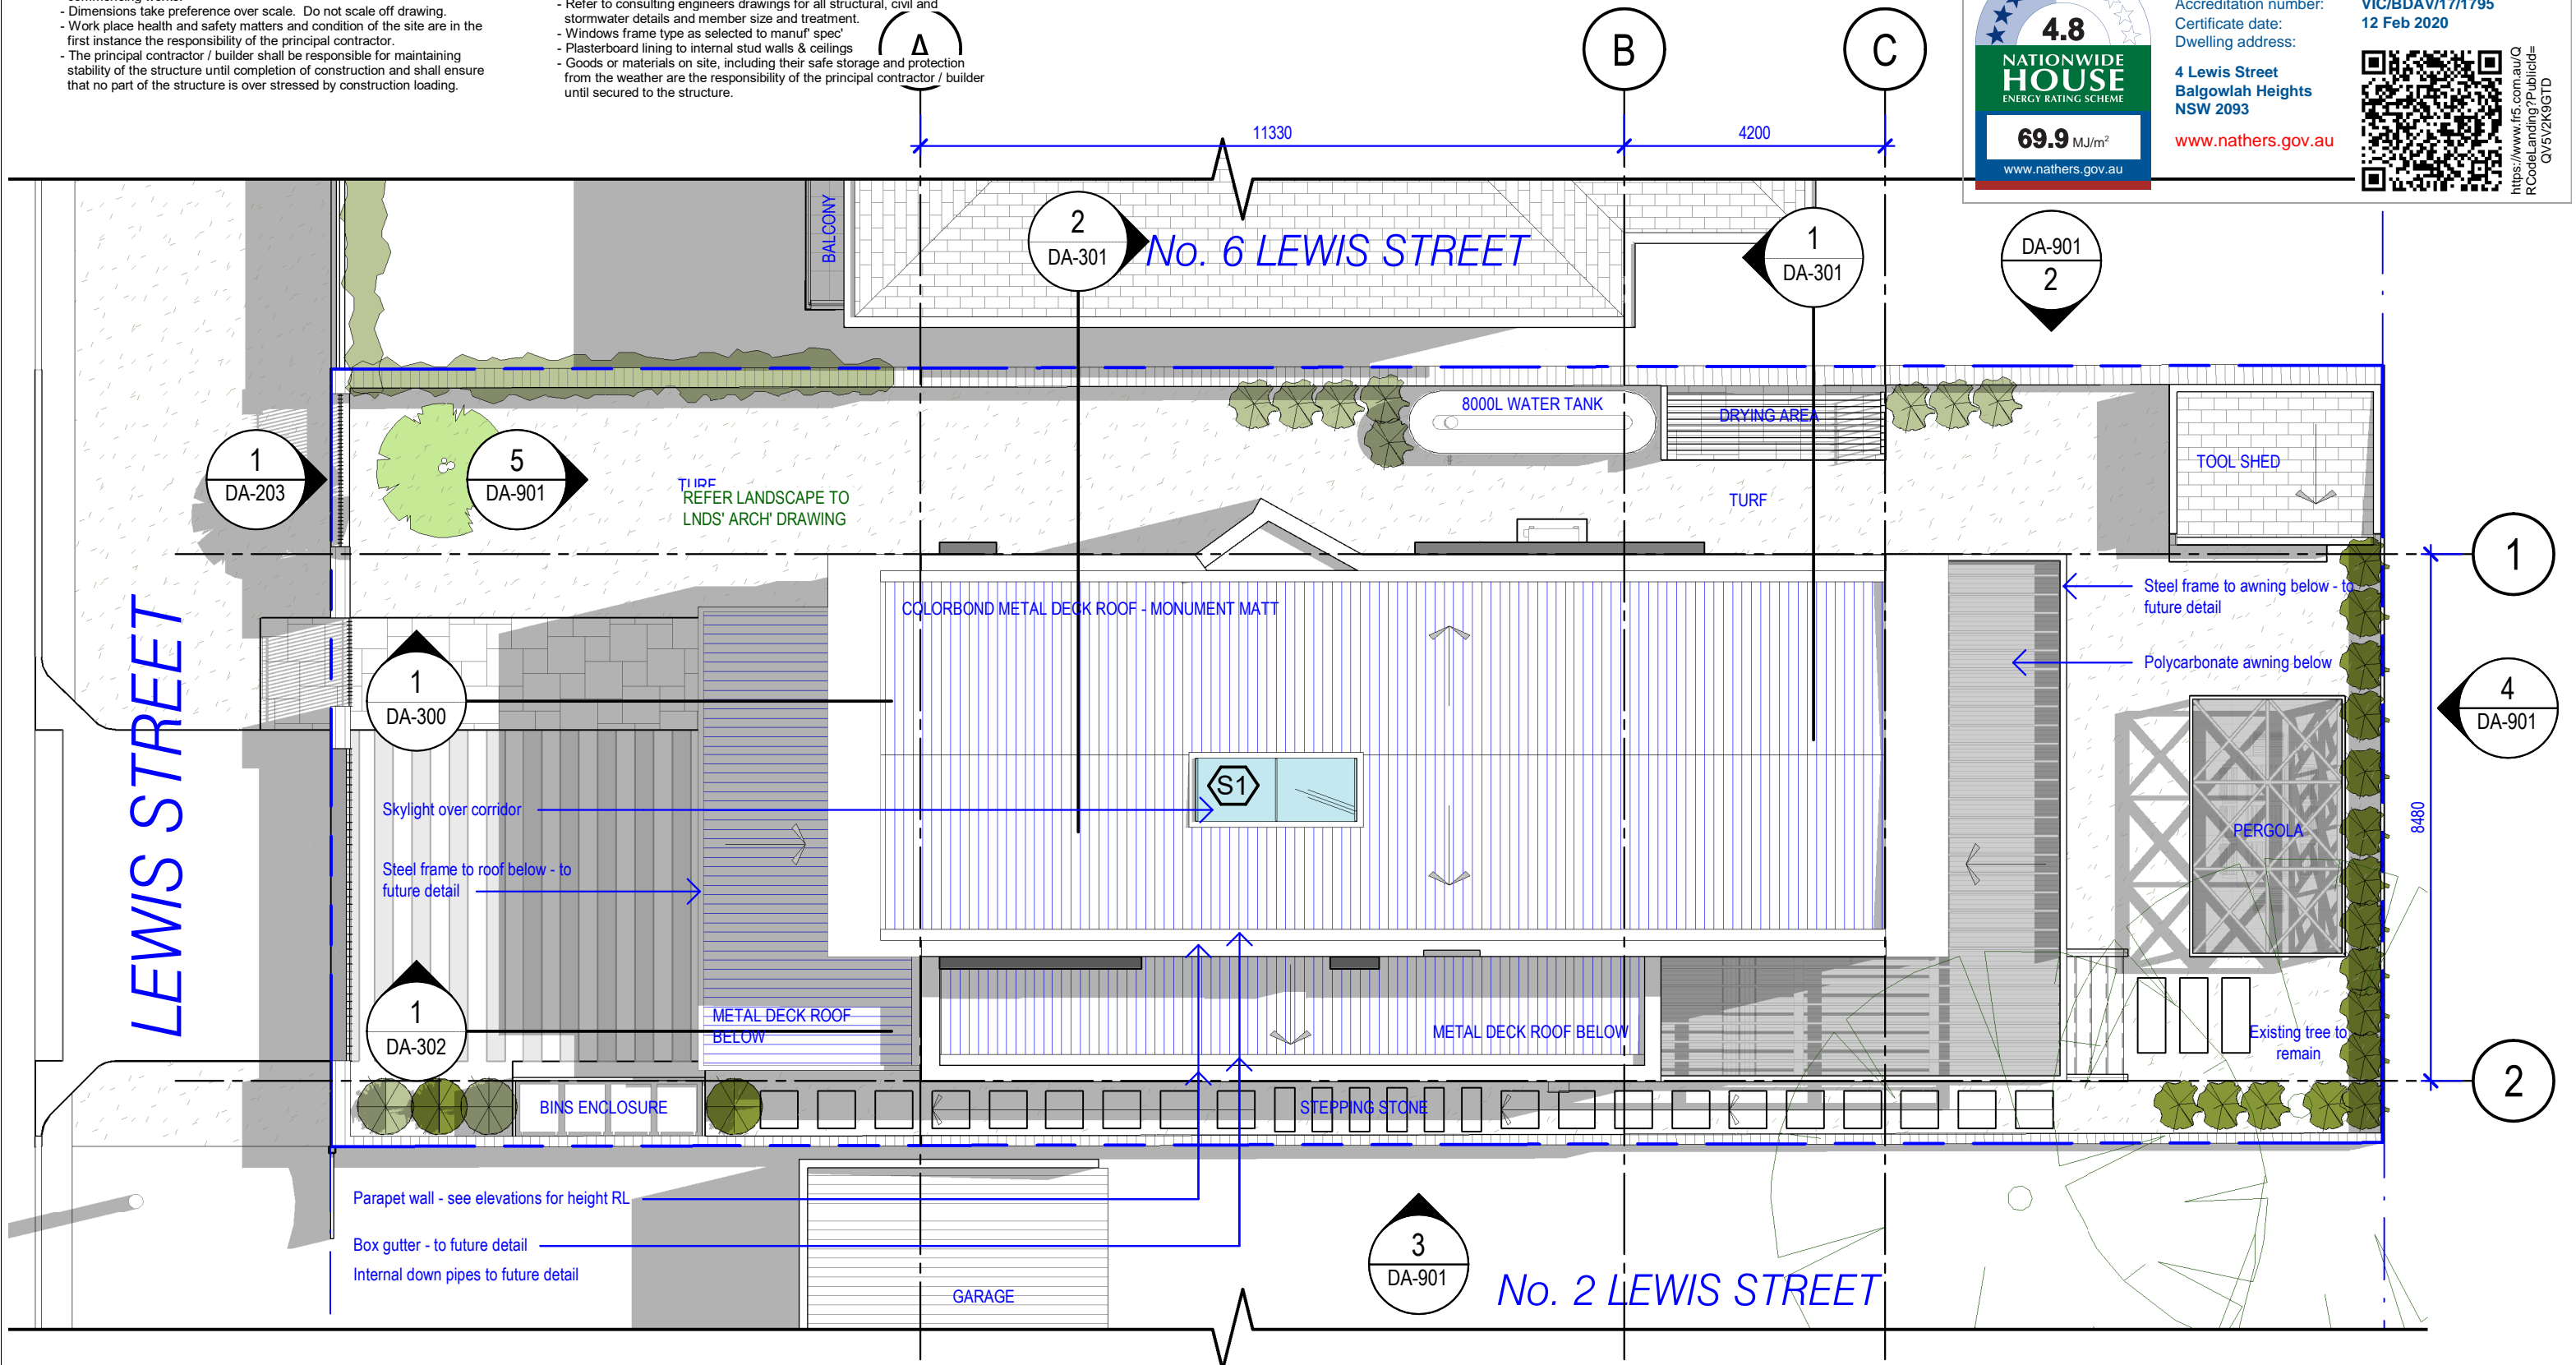 commencing works.
- Dimensions take preference over scale. Do not scale off drawing.
- Work place health and safety matters and condition of the site are in the
first instance the responsibility of the principal contractor.
- The principal contractor / builder shall be responsible for maintaining
stability of the structure until completion of construction and shall ensure
that no part of the structure is over stressed by construction loading.
- Refer to consulting engineers drawings for all structural, civil and
stormwater details and member size and treatment.
- Windows frame type as selected to manuf' spec'
- Plasterboard lining to internal stud walls & ceilings
- Goods or materials on site, including their safe storage and protection
from the weather are the responsibility of the principal contractor / builder
until secured to the structure.
A
B
C
4.8
NATIONWIDE
HOUSE
ENERGY RATING SCHEME
69.9 MJ/m²
www.nathers.gov.au
Accreditation number:
VIC/BDAV/17/1795
Certificate date:
12 Feb 2020
Dwelling address:
4 Lewis Street
Balgowlah Heights
NSW 2093
www.nathers.gov.au
https://www.fr5.com.au/Q
RCodeLanding?PublicId=
QV5V2K9GTD
11330
4200
BALCONY
2
DA-301
No. 6 LEWIS STREET
1
DA-301
DA-901
2
8000L WATER TANK
DRYING AREA
TOOL SHED
1
DA-203
5
DA-901
TURF
REFER LANDSCAPE TO
LNDS' ARCH' DRAWING
TURF
1
Steel frame to awning below - to
future detail
COLORBOND METAL DECK ROOF - MONUMENT MATT
Polycarbonate awning below
LEWIS STREET
1
DA-300
4
DA-901
S1
Skylight over corridor
8480
PERGOLA
Steel frame to roof below - to
future detail
1
DA-302
METAL DECK ROOF
BELOW
METAL DECK ROOF BELOW
Existing tree to
remain
2
BINS ENCLOSURE
STEPPING STONE
Parapet wall - see elevations for height RL
Box gutter - to future detail
Internal down pipes to future detail
GARAGE
3
DA-901
No. 2 LEWIS STREET